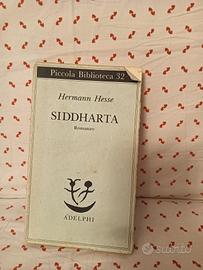 Piccola Biblioteca 32
Hermann Hesse
SIDDHARTA
Romanzo
ADELPHI
subito